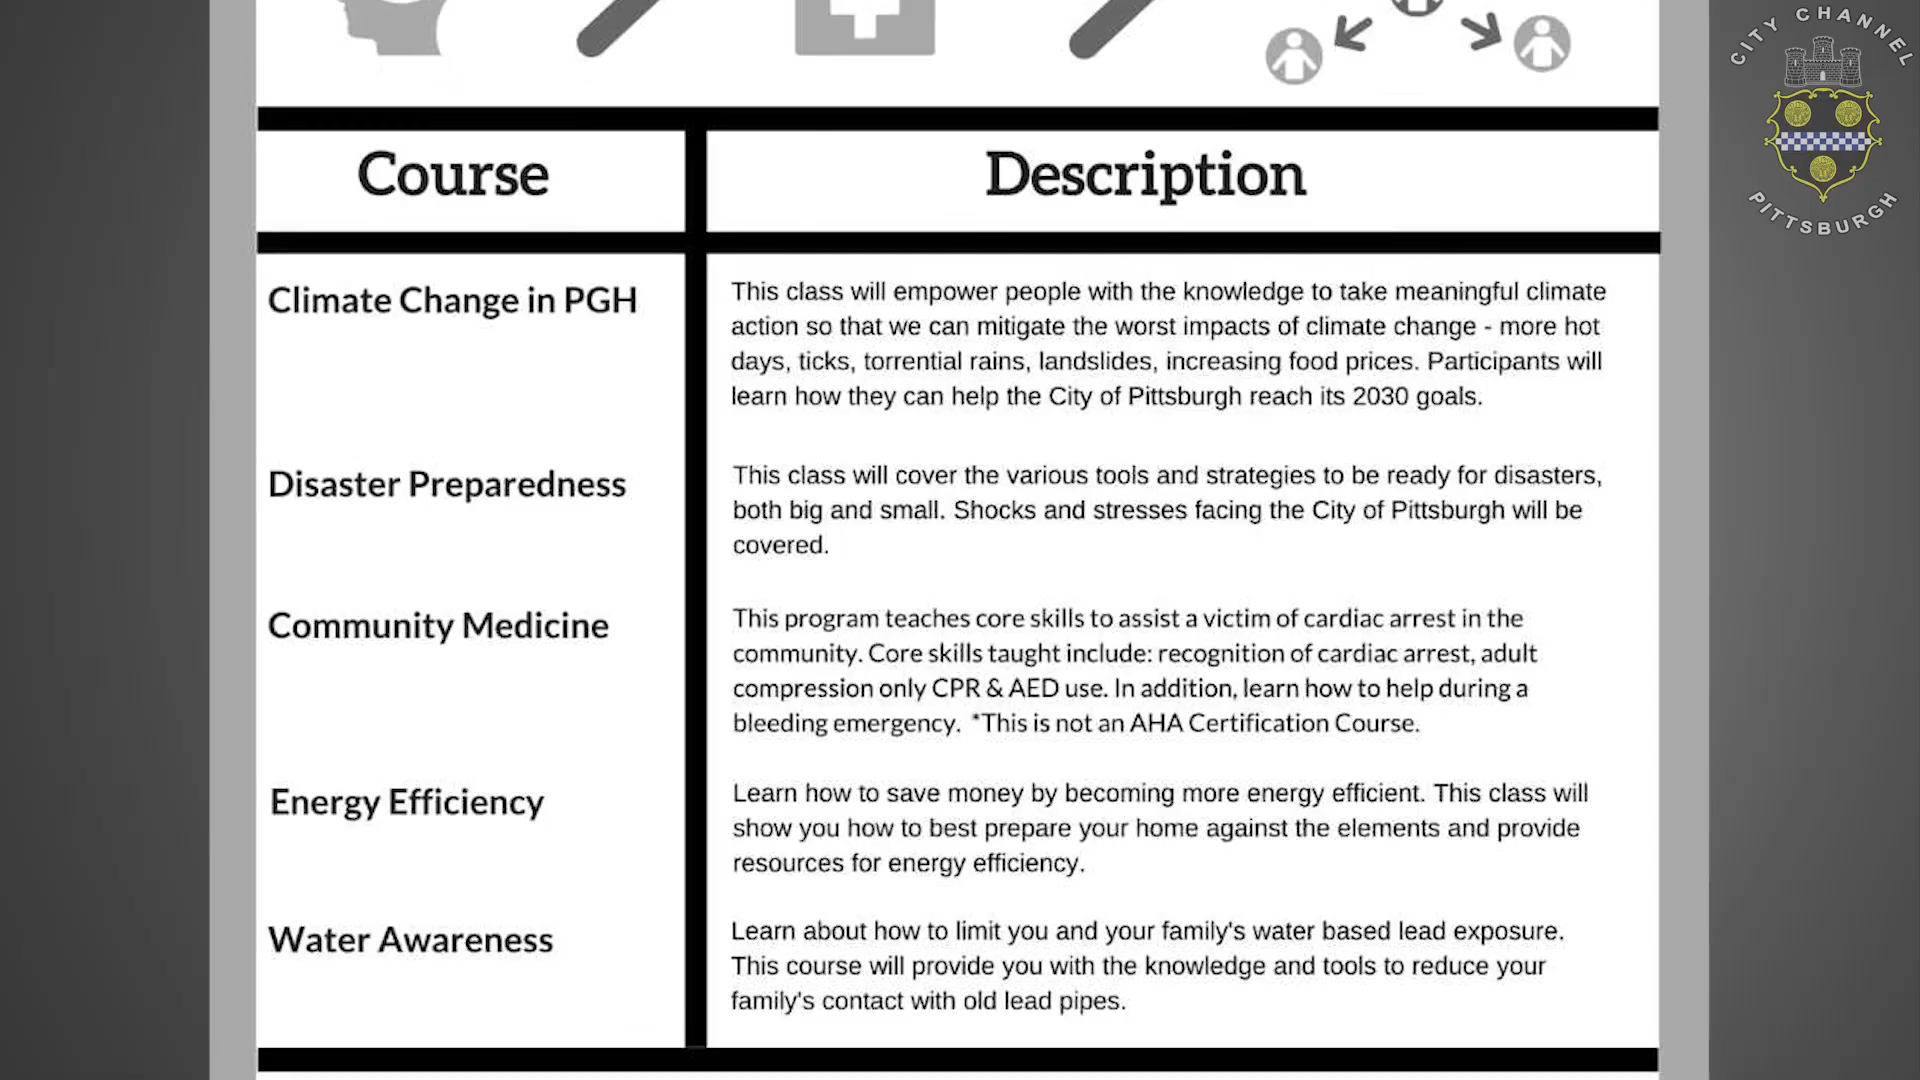 CITY CHANNEL
PITTSBURGH
Course
Description
Climate Change in PGH
This class will empower people with the knowledge to take meaningful climate
action so that we can mitigate the worst impacts of climate change - more hot
days, ticks, torrential rains, landslides, increasing food prices. Participants will
learn how they can help the City of Pittsburgh reach its 2030 goals.
Disaster Preparedness
This class will cover the various tools and strategies to be ready for disasters,
both big and small. Shocks and stresses facing the City of Pittsburgh will be
covered.
Community Medicine
This program teaches core skills to assist a victim of cardiac arrest in the
community. Core skills taught include: recognition of cardiac arrest, adult
compression only CPR & AED use. In addition, learn how to help during a
bleeding emergency. *This is not an AHA Certification Course.
Energy Efficiency
Learn how to save money by becoming more energy efficient. This class will
show you how to best prepare your home against the elements and provide
resources for energy efficiency.
Water Awareness
Learn about how to limit you and your family's water based lead exposure.
This course will provide you with the knowledge and tools to reduce your
family's contact with old lead pipes.